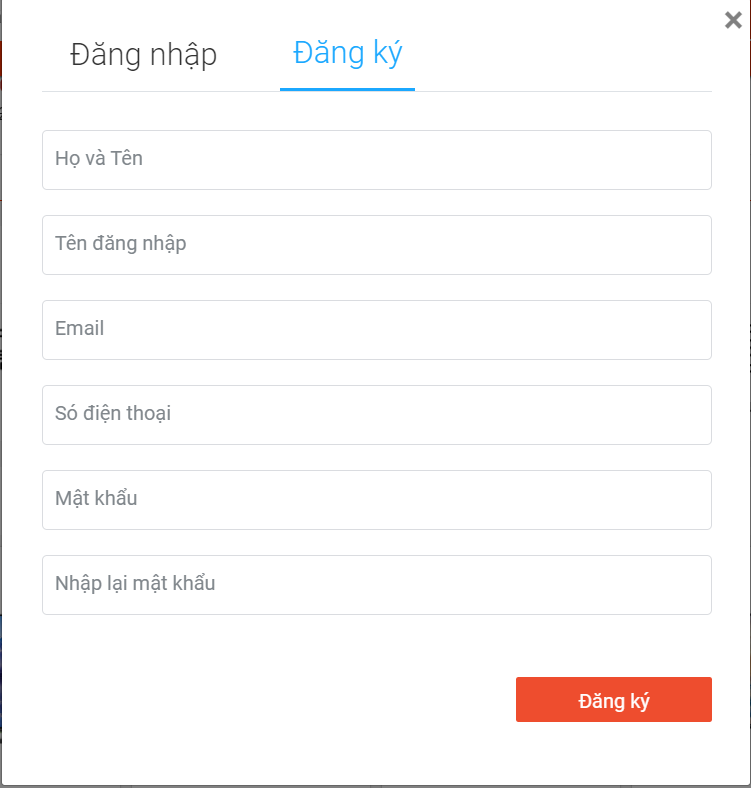 Đăng nhập
Đăng ký
Họ và Tên
Tên đăng nhập
Email
Só điện thoại
Mật khẩu
Nhập lại mật khẩu
Đăng ký